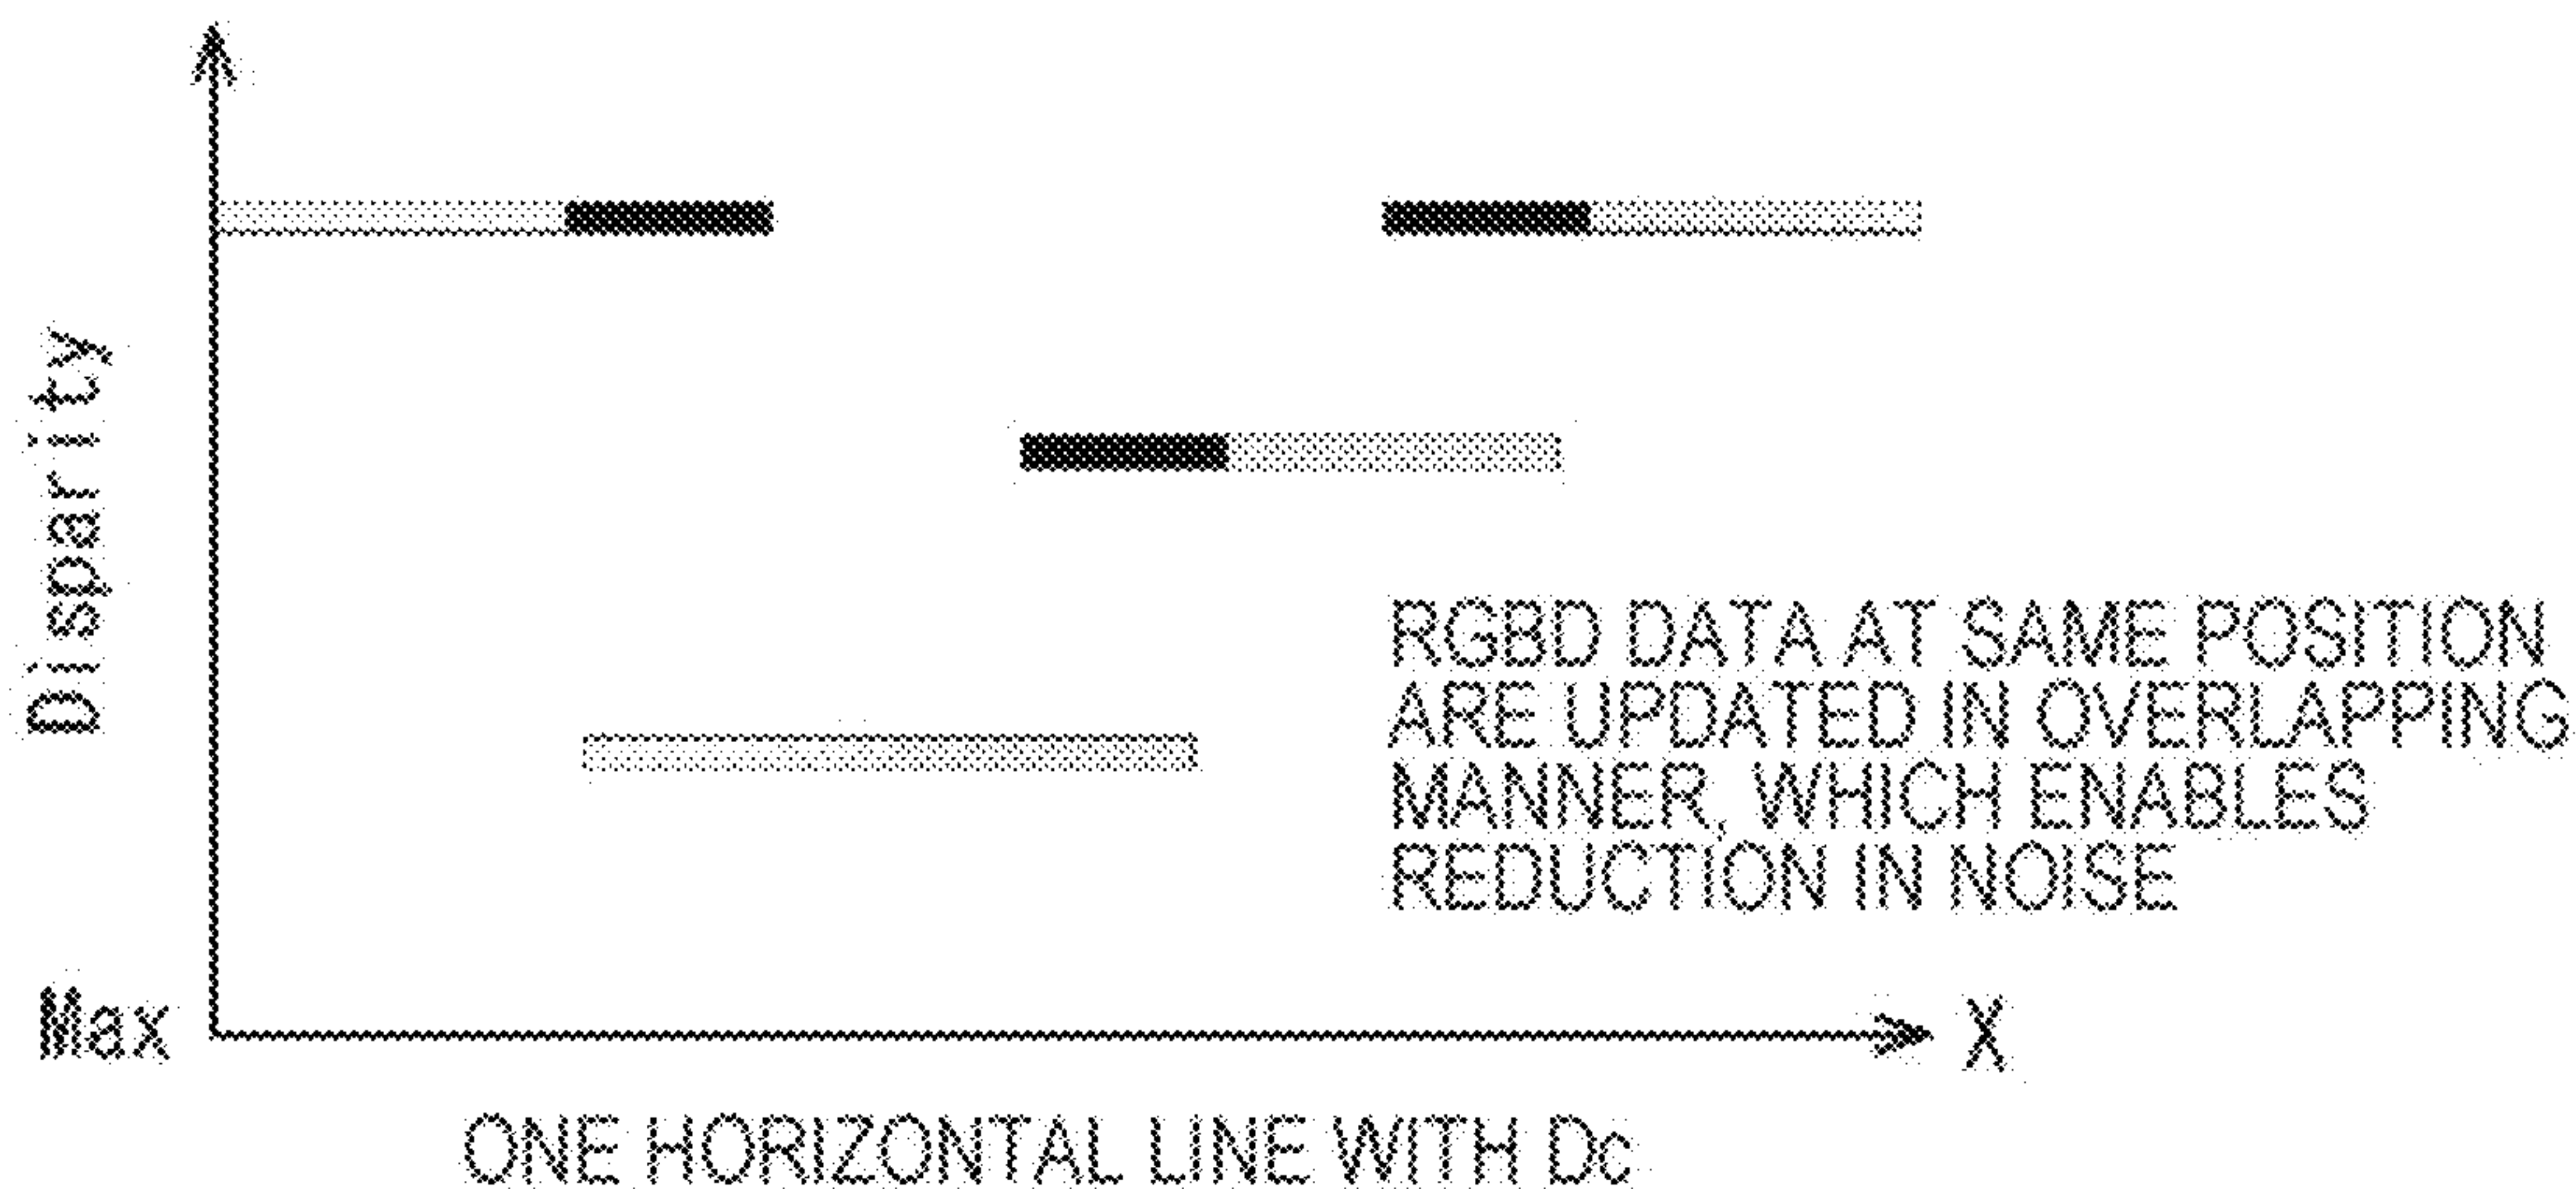 Disparity
RGBD DATA AT SAME POSITION
ARE UPDATED IN OVERLAPPING
MANNER, WHICH ENABLES
REDUCTION IN NOISE
Max
X
ONE HORIZONTAL LINE WITH Dc